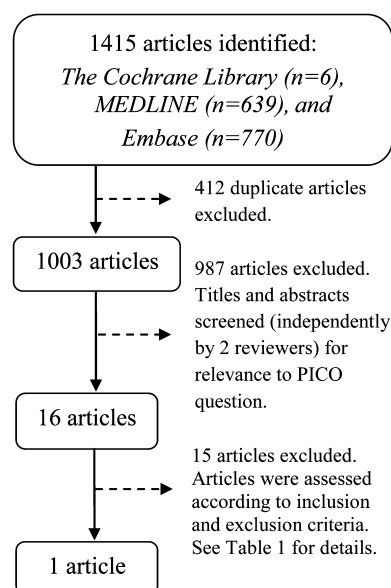 1415 articles identified:
The Cochrane Library (n=6),
MEDLINE (n=639), and
Embase (n=770)
412 duplicate articles
excluded.
1003 articles
987 articles excluded.
Titles and abstracts
screened (independently
by 2 reviewers) for
relevance to PICO
question.
16 articles
15 articles excluded.
Articles were assessed
according to inclusion
and exclusion criteria.
See Table 1 for details.
1 article